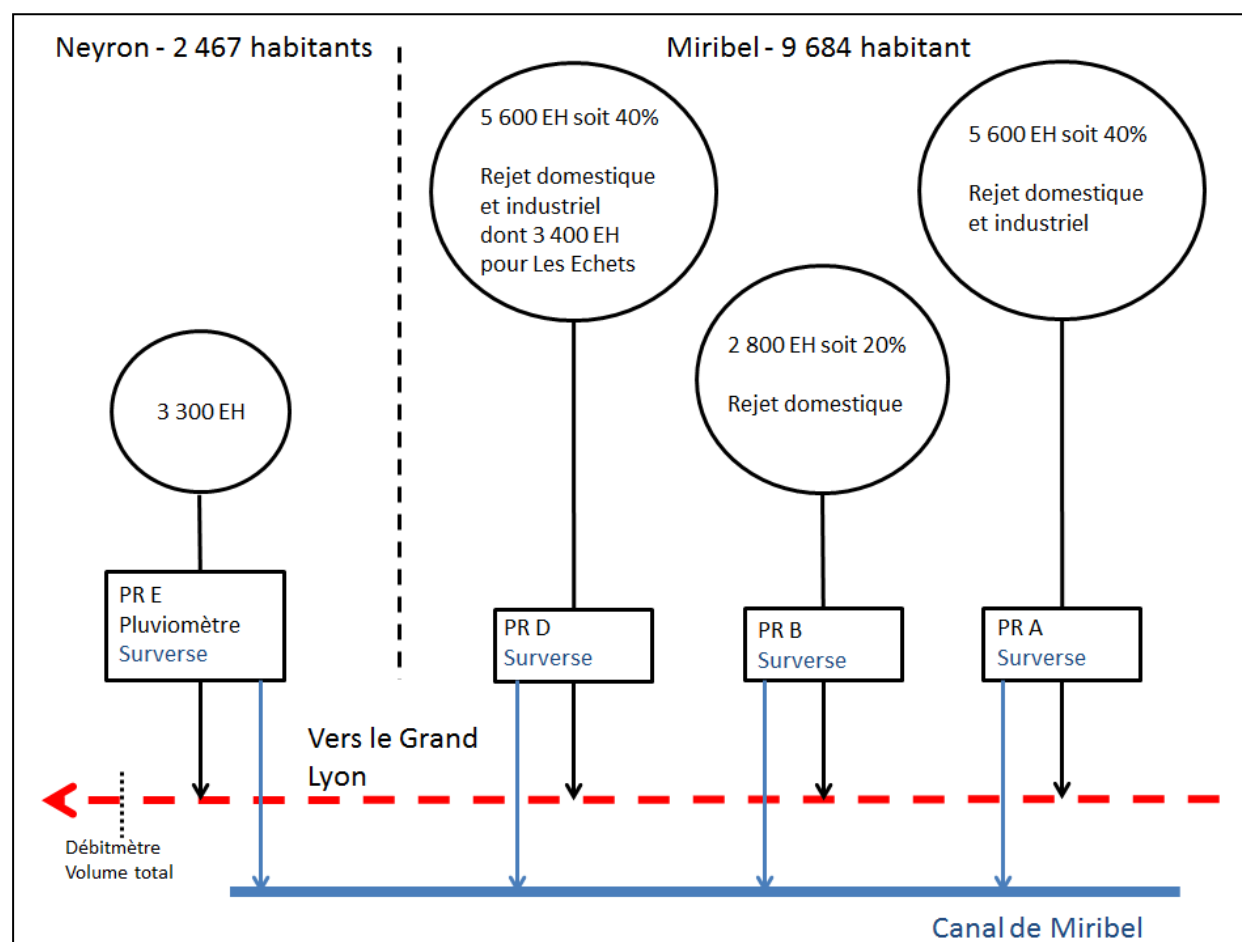 Neyron - 2 467 habitants
Miribel - 9 684 habitant
5 600 EH soit 40%
Rejet domestique
et industriel
dont 3 400 EH
pour Les Echets
5 600 EH soit 40%
Rejet domestique
et industriel
2 800 EH soit 20%
Rejet domestique
3 300 EH
PR E
Pluviomètre
Surverse
PR D
Surverse
PR B
Surverse
PR A
Surverse
Vers le Grand
Lyon
Débitmètre
Volume total
Canal de Miribel